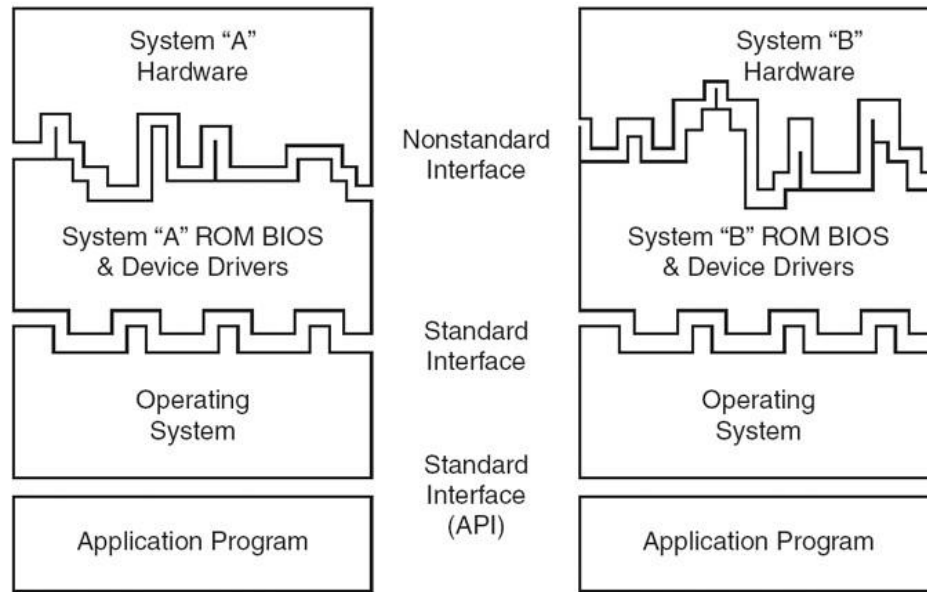 System “A”
Hardware
System “B”
Hardware
Nonstandard
Interface
System “A” ROM BIOS
& Device Drivers
System “B” ROM BIOS
& Device Drivers
Standard
Interface
Operating
System
Operating
System
Standard
Interface
(API)
Application Program
Application Program